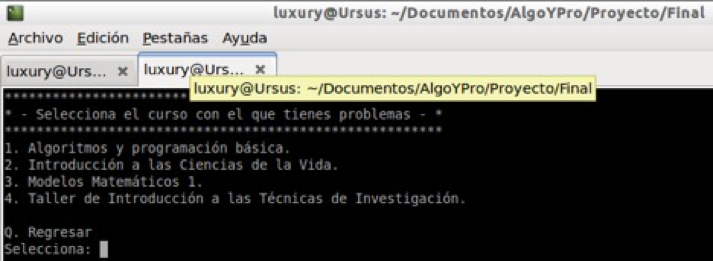 luxury@Ursus: ~/Documentos/AlgoYPro/Proyecto/Final
Archivo Edición Pestañas Ayuda
luxury@Urs... × luxury@Urs... ×
luxury@Ursus: ~/Documentos/AlgoYPro/Proyecto/Final
* - Selecciona el curso con el que tienes problemas - *
*******************************************************
1. Algoritmos y programación básica.
2. Introducción a las Ciencias de la Vida.
3. Modelos Matemáticos 1.
4. Taller de Introducción a las Técnicas de Investigación.
Q. Regresar
Selecciona: